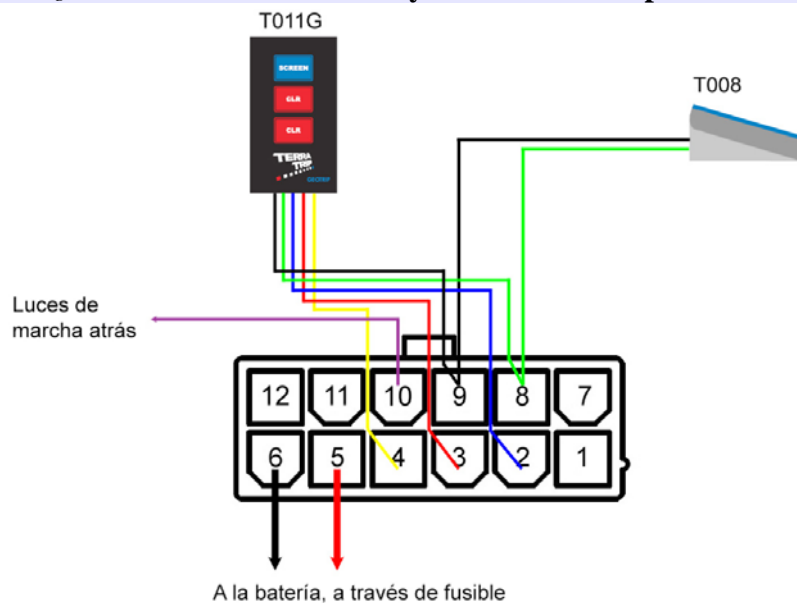 T011G
T008
SCREEN
CLR
CLR
TERRA
TRIP
GEOTRIP
Luces de
marcha atrás
12 11 10 9 8 7
6 5 4 3 2 1
A la batería, a través de fusible